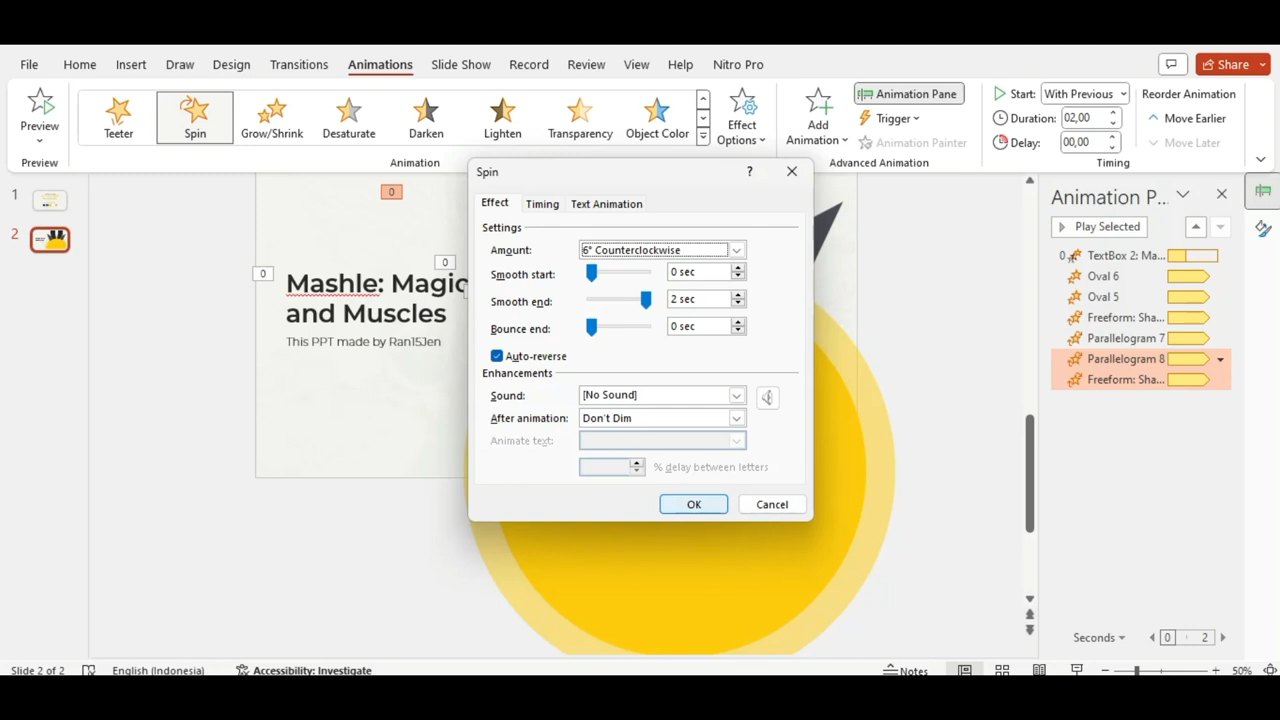 File Home Insert Draw Design Transitions Animations Slide Show Record Review View Help Nitro Pro Share
Preview Teeter Spin Grow/Shrink Desaturate Darken Lighten Transparency Object Color Effect Options Add Animation
Animation Pane
Trigger
Animation Painter
Start: With Previous
Duration: 02,00
Delay: 00,00
Reorder Animation
Move Earlier
Move Later
Preview Animation Advanced Animation Timing
1
2
0
0
0
Mashle: Magic
and Muscles
This PPT made by Ran15Jen
Spin ?
Effect Timing Text Animation
Settings
Amount: 6° Counterclockwise
Smooth start: 0 sec
Smooth end: 2 sec
Bounce end: 0 sec
Auto-reverse
Enhancements
Sound: [No Sound]
After animation: Don't Dim
Animate text:
% delay between letters
OK Cancel
Animation P...
Play Selected
0 TextBox 2: Ma...
Oval 6
Oval 5
Freeform: Sha...
Parallelogram 7
Parallelogram 8
Freeform: Sha...
Seconds 0 2
Slide 2 of 2 English (Indonesia) Accessibility: Investigate Notes 50%